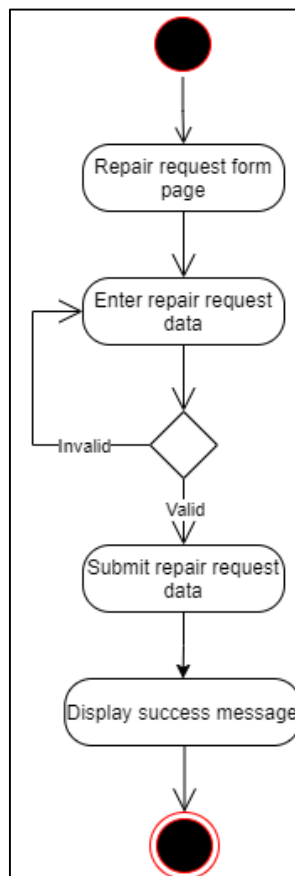 Repair request form
page
Enter repair request
data
Invalid
Valid
Submit repair request
data
Display success message